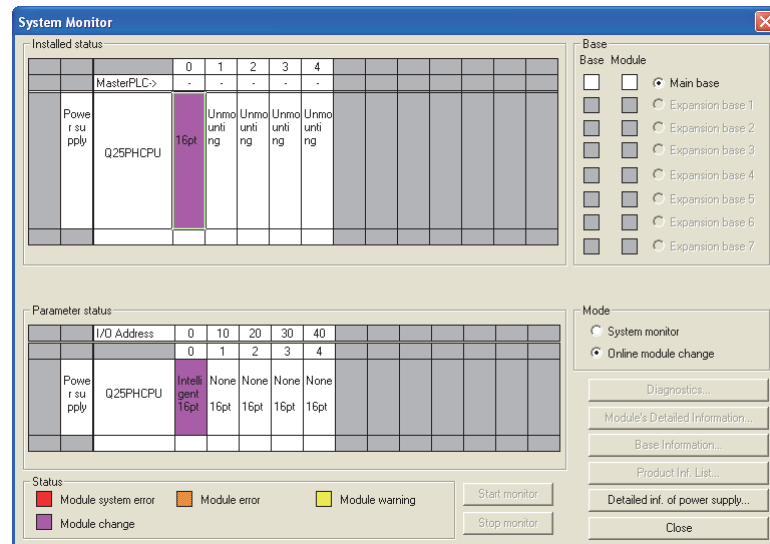 System Monitor
Installed status
0 1 2 3 4
MasterPLC-> - - - - -
Powe
r su
pply
Q25PHCPU
16pt
Unmo
unti
ng
Unmo
unti
ng
Unmo
unti
ng
Unmo
unti
ng
Base
Base Module
Main base
Expansion base 1
Expansion base 2
Expansion base 3
Expansion base 4
Expansion base 5
Expansion base 6
Expansion base 7
Parameter status
I/O Address 0 10 20 30 40
0 1 2 3 4
Powe
r su
pply
Q25PHCPU
Intelli
gent
16pt
None
16pt
None
16pt
None
16pt
None
16pt
Mode
System monitor
Online module change
Diagnostics...
Module's Detailed Information...
Base Information...
Product Inf. List...
Detailed inf. of power supply...
Close
Status
Module system error
Module error
Module warning
Module change
Start monitor
Stop monitor